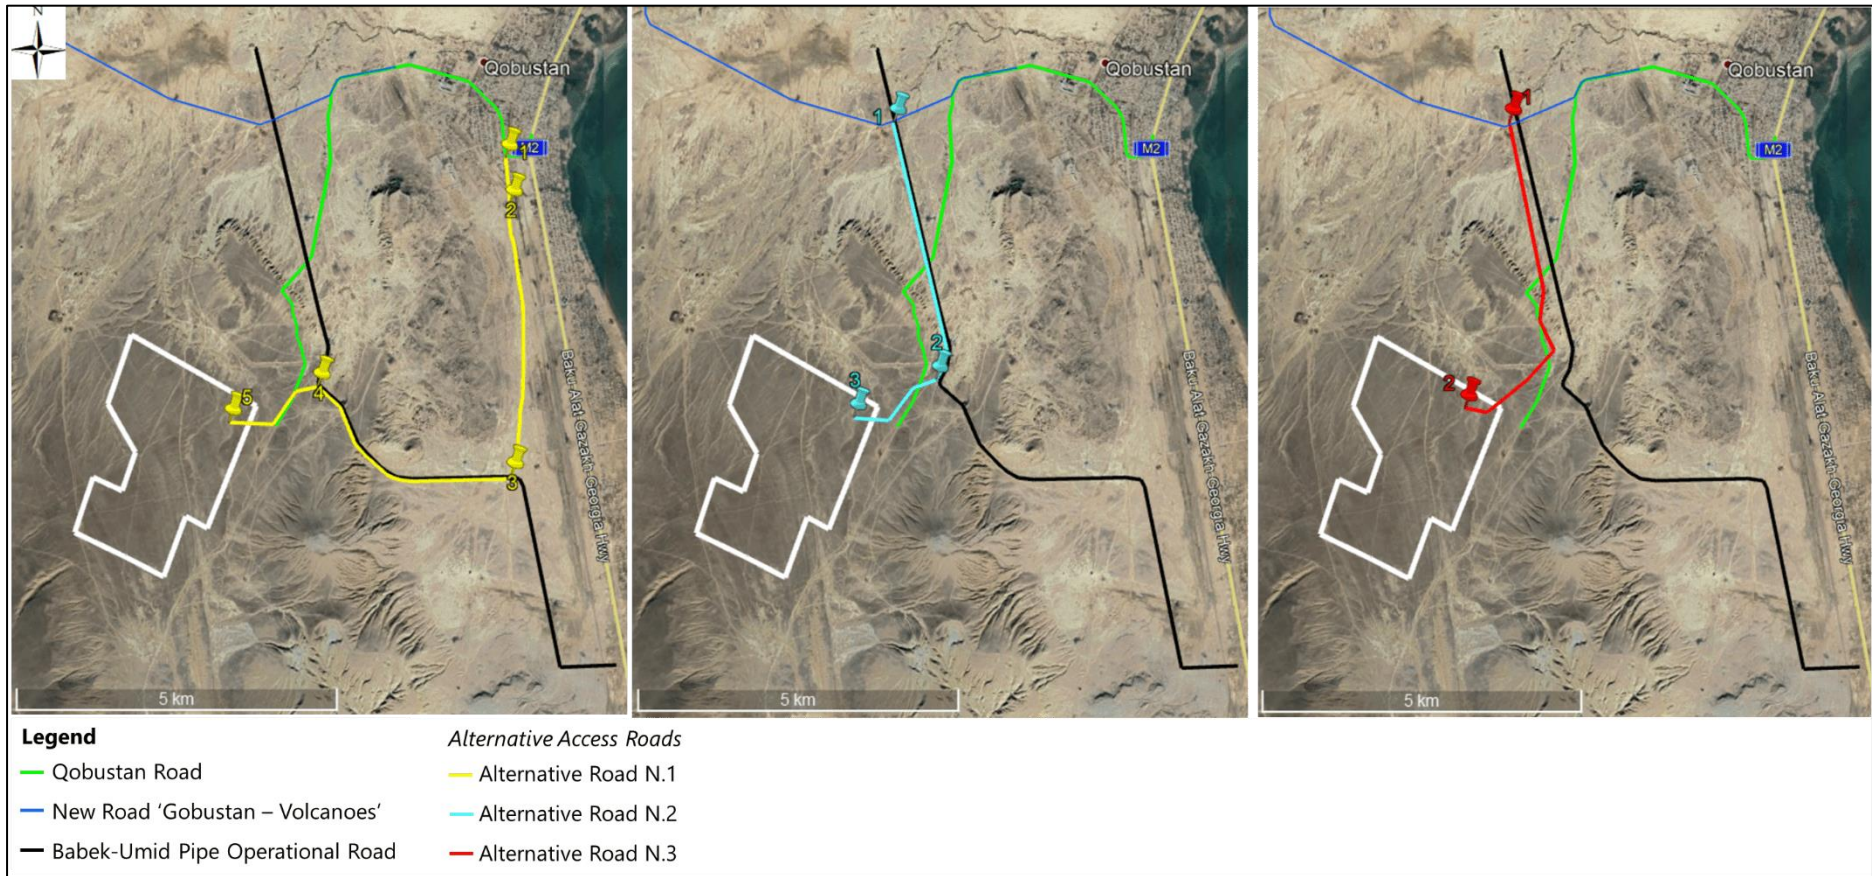 N
Qobustan
M2
1
2
3
4
5
Baku-Alat Gazakh-Georgia Hwy
5 km
Qobustan
M2
1
2
3
Baku-Alat Gazakh-Georgia Hwy
5 km
Qobustan
M2
1
2
Baku-Alat Gazakh-Georgia Hwy
5 km
Legend
Qobustan Road
New Road ‘Gobustan – Volcanoes’
Babek-Umid Pipe Operational Road
Alternative Access Roads
Alternative Road N.1
Alternative Road N.2
Alternative Road N.3